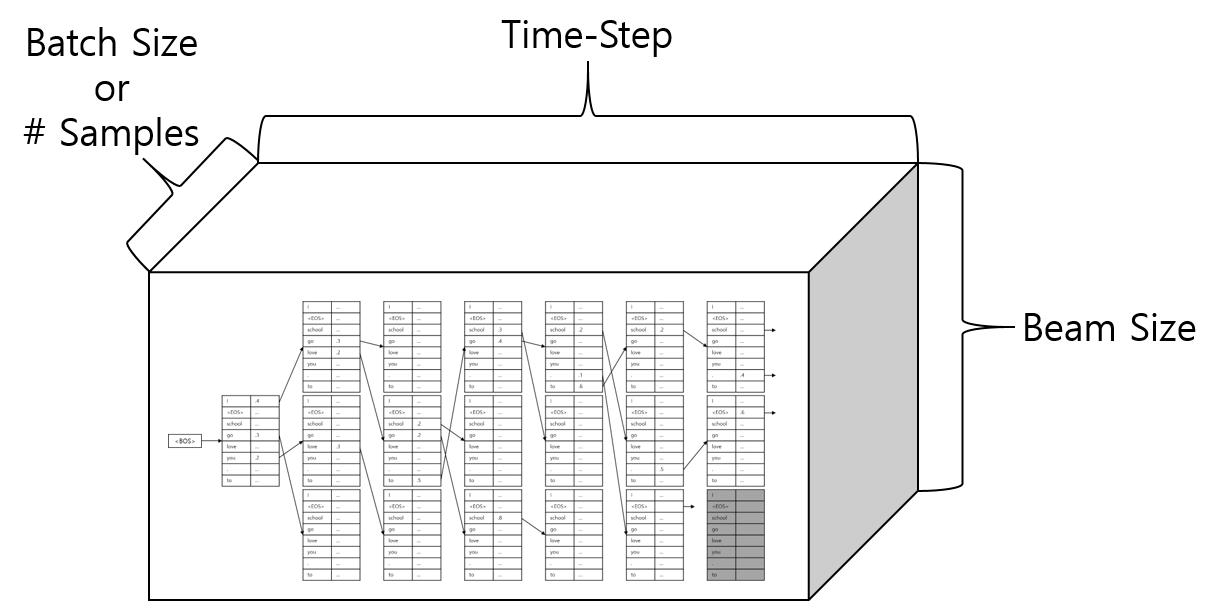 Batch Size
or
# Samples
Time-Step
Beam Size
<BOS>
I .4
<EOS> ...
school ...
go .3
love ...
you .2
. ...
to ...
I ...
<EOS> ...
school ...
go .3
love .2
you ...
. ...
to ...
I ...
<EOS> ...
school ...
go ...
love .3
you ...
. ...
to ...
I ...
<EOS> ...
school ...
go ...
love ...
you ...
. ...
to ...
I ...
<EOS> ...
school ...
go ...
love ...
you ...
. ...
to ...
I ...
<EOS> ...
school .2
go .2
love ...
you ...
. ...
to .5
I ...
<EOS> ...
school ...
go ...
love ...
you ...
. ...
to ...
I ...
<EOS> ...
school .3
go .4
love ...
you ...
. ...
to ...
I ...
<EOS> ...
school ...
go ...
love ...
you ...
. ...
to ...
I ...
<EOS> ...
school .8
go ...
love ...
you ...
. ...
to ...
I ...
<EOS> ...
school .2
go ...
love ...
you ...
. .1
to .6
I ...
<EOS> ...
school ...
go ...
love ...
you ...
. ...
to ...
I ...
<EOS> ...
school ...
go ...
love ...
you ...
. ...
to ...
I ...
<EOS> ...
school .2
go ...
love ...
you ...
. ...
to ...
I ...
<EOS> ...
school ...
go ...
love ...
you ...
. .5
to ...
I ...
<EOS> ...
school ...
go ...
love ...
you ...
. ...
to ...
I ...
<EOS> ...
school ...
go ...
love ...
you ...
. .4
to ...
I ...
<EOS> .6
school ...
go ...
love ...
you ...
. ...
to ...
I
<EOS>
school
go
love
you
.
to